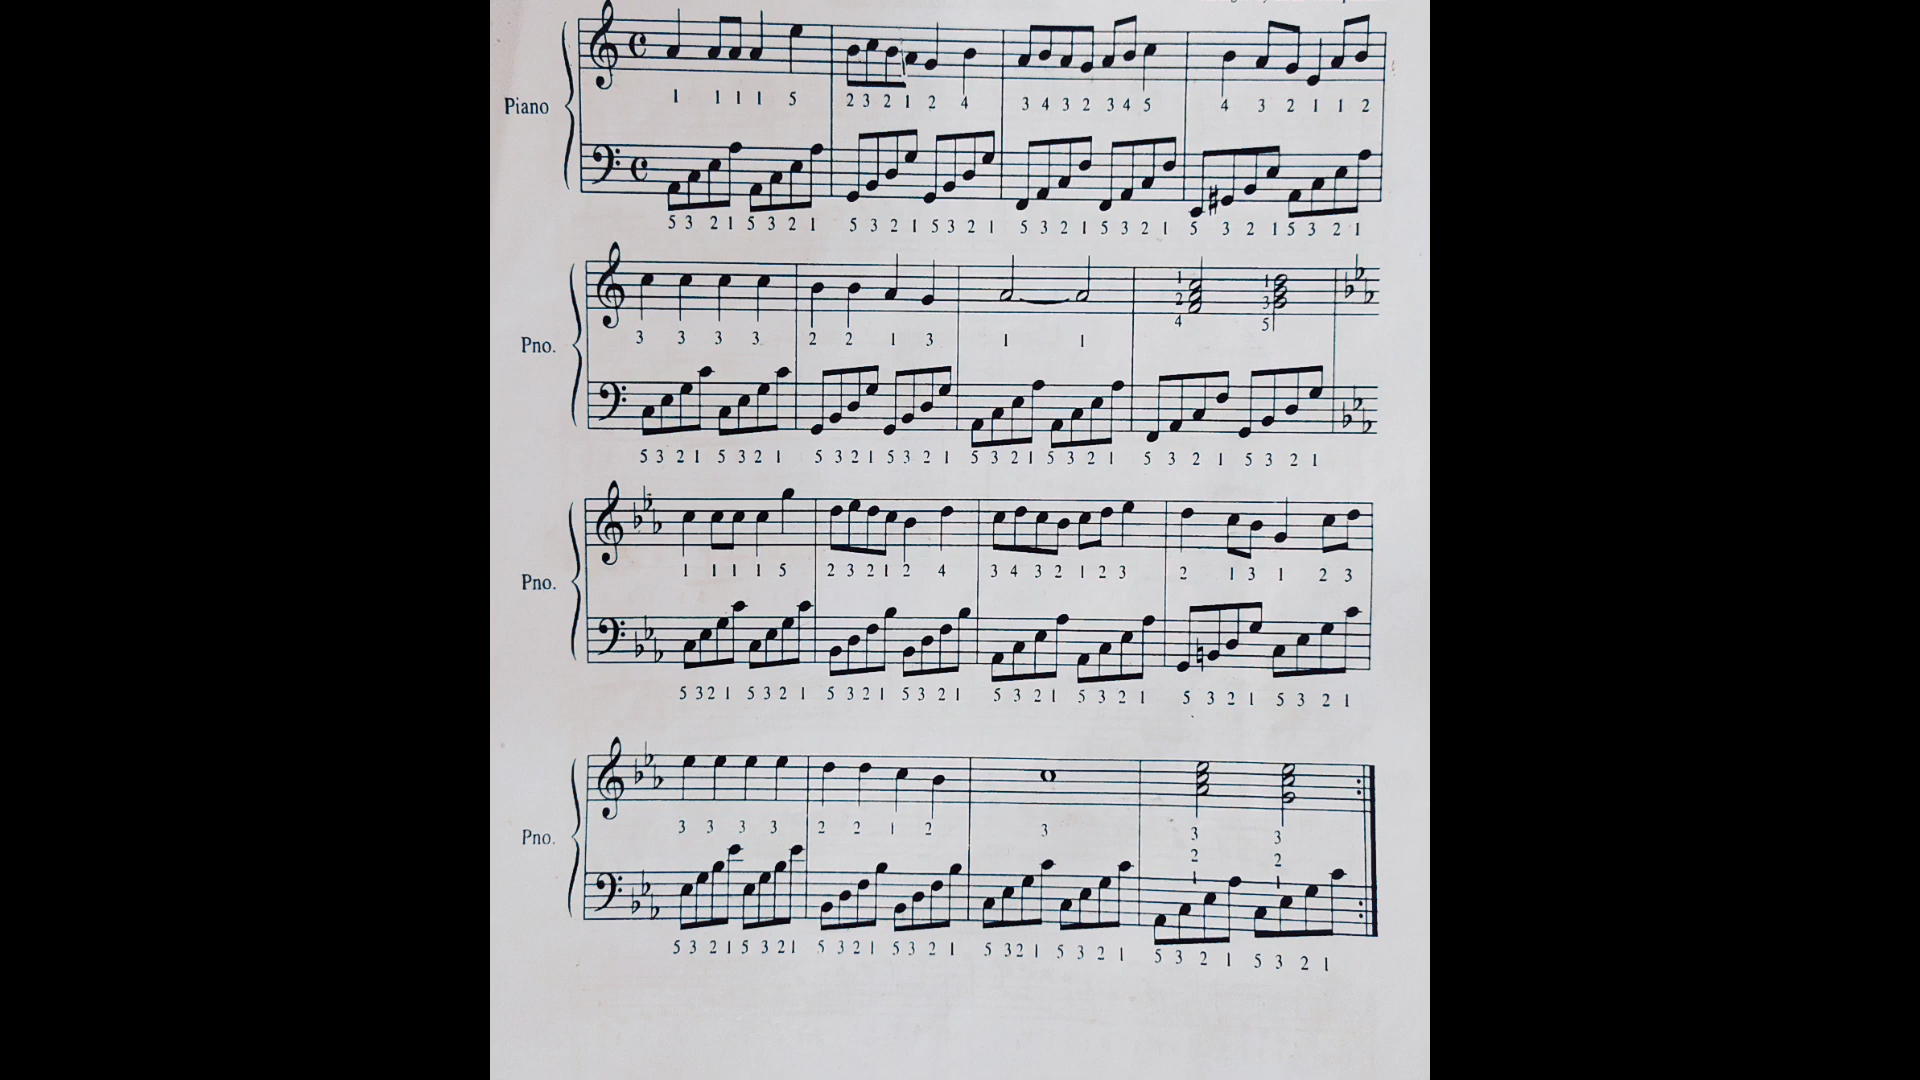 1 1 1 1 5 2 3 2 1 2 4 3 4 3 2 3 4 5 4 3 2 1 1 2
Piano
5 3 2 1 5 3 2 1 5 3 2 1 5 3 2 1 5 3 2 1 5 3 2 1 5 3 2 1 5 3 2 1
1 1
2 3
4 5
3 3 3 3 2 2 1 3 1 1
Pno.
5 3 2 1 5 3 2 1 5 3 2 1 5 3 2 1 5 3 2 1 5 3 2 1 5 3 2 1 5 3 2 1
1 1 1 1 5 2 3 2 1 2 4 3 4 3 2 1 2 3 2 1 3 1 2 3
Pno.
5 3 2 1 5 3 2 1 5 3 2 1 5 3 2 1 5 3 2 1 5 3 2 1 5 3 2 1 5 3 2 1
3 3 3 3 2 2 1 2 3 3 3
Pno.
2 2
1 1
5 3 2 1 5 3 2 1 5 3 2 1 5 3 2 1 5 3 2 1 5 3 2 1 5 3 2 1 5 3 2 1